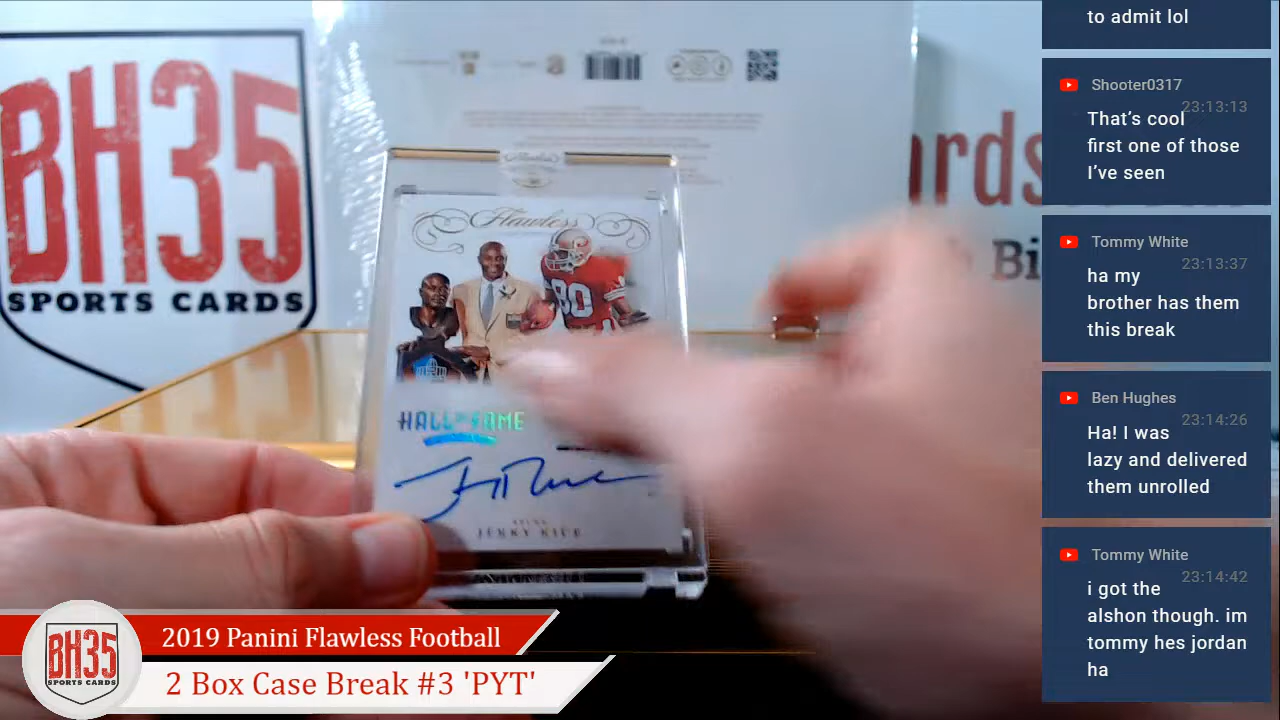 BH35
SPORTS CARDS
Flawless
80
HALL OF FAME
JERRY RICE
ards
Bi
BH35
SPORTS CARDS
2019 Panini Flawless Football
2 Box Case Break #3 'PYT'
to admit lol
Shooter0317
23:13:13
That's cool
first one of those
I've seen
Tommy White
23:13:37
ha my
brother has them
this break
Ben Hughes
23:14:26
Ha! I was
lazy and delivered
them unrolled
Tommy White
23:14:42
i got the
alshon though. im
tommy hes jordan
ha